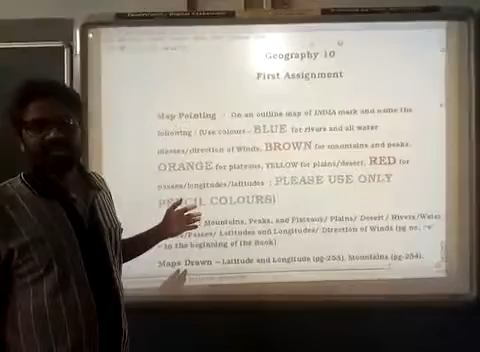 Geography 10
First Assignment
Map Pointing : On an outline map of INDIA mark and name the
following : (Use colours - BLUE for rivers and all water
masses/direction of Winds, BROWN for mountains and peaks,
ORANGE for plateaus, YELLOW for plains/desert, RED for
passes/longitudes/latitudes ; PLEASE USE ONLY
PENCIL COLOURS)
Mountains, Peaks, and Plateaus/ Plains/ Desert / Rivers/Water
/Passes/ Latitudes and Longitudes/ Direction of Winds (pg no.
- in the beginning of the Book)
Maps Drawn - Latitude and Longitude (pg-253), Mountains (pg-254),